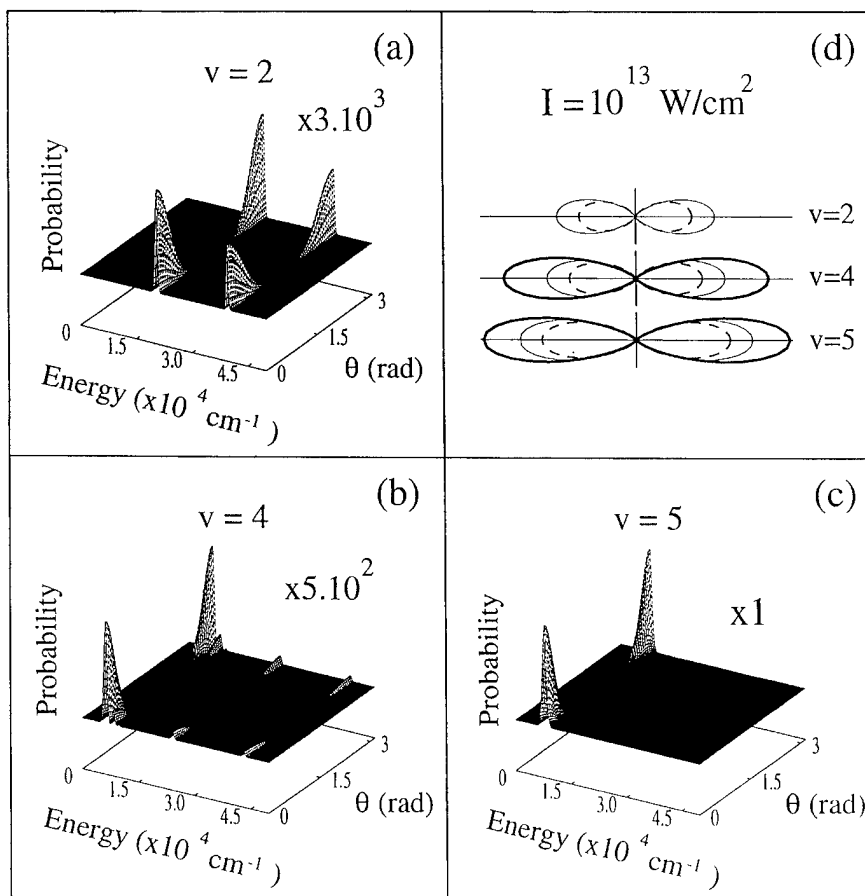 (a)
v = 2
x3.10^3
Probability
0
1.5
3.0
4.5
Energy (x10^4 cm^-1)
0
1.5
3
θ (rad)
(d)
I = 10^13 W/cm^2
v=2
v=4
v=5
(b)
v = 4
x5.10^2
Probability
0
1.5
3.0
4.5
Energy (x10^4 cm^-1)
0
1.5
3
θ (rad)
(c)
v = 5
x1
Probability
0
1.5
3.0
4.5
Energy (x10^4 cm^-1)
0
1.5
3
θ (rad)